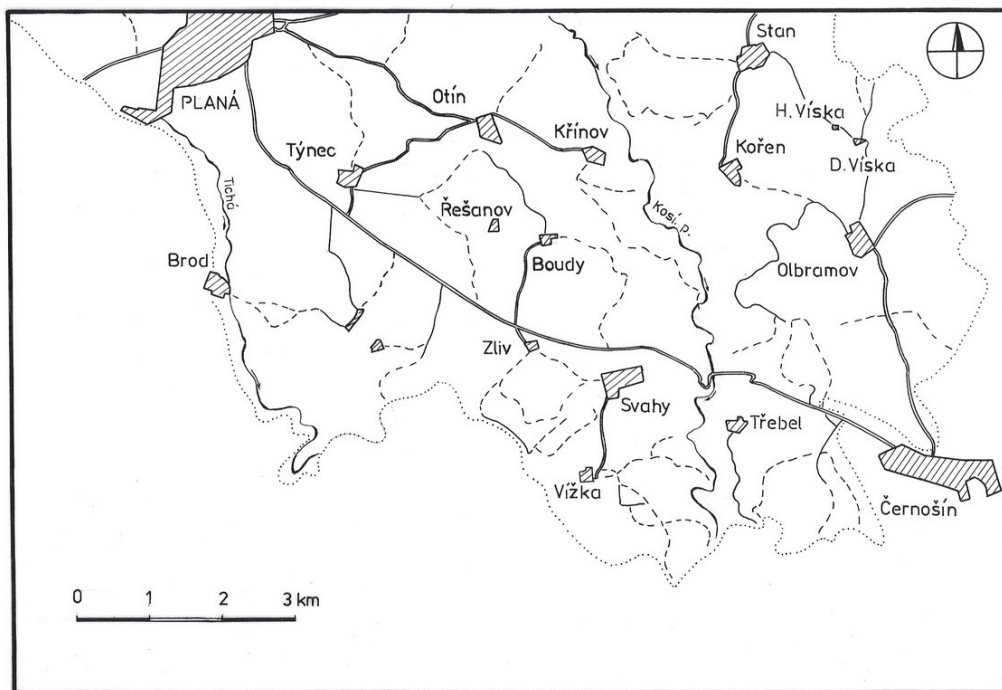 Stan
PLANÁ
Otín
H. Víska
Křínov
Kořen
Týnec
D. Víska
Tichá
Řešanov
Kosí. p.
Brod
Boudy
Olbramov
Zliv
Svahy
Třebel
Vížka
Černošín
0 1 2 3 km